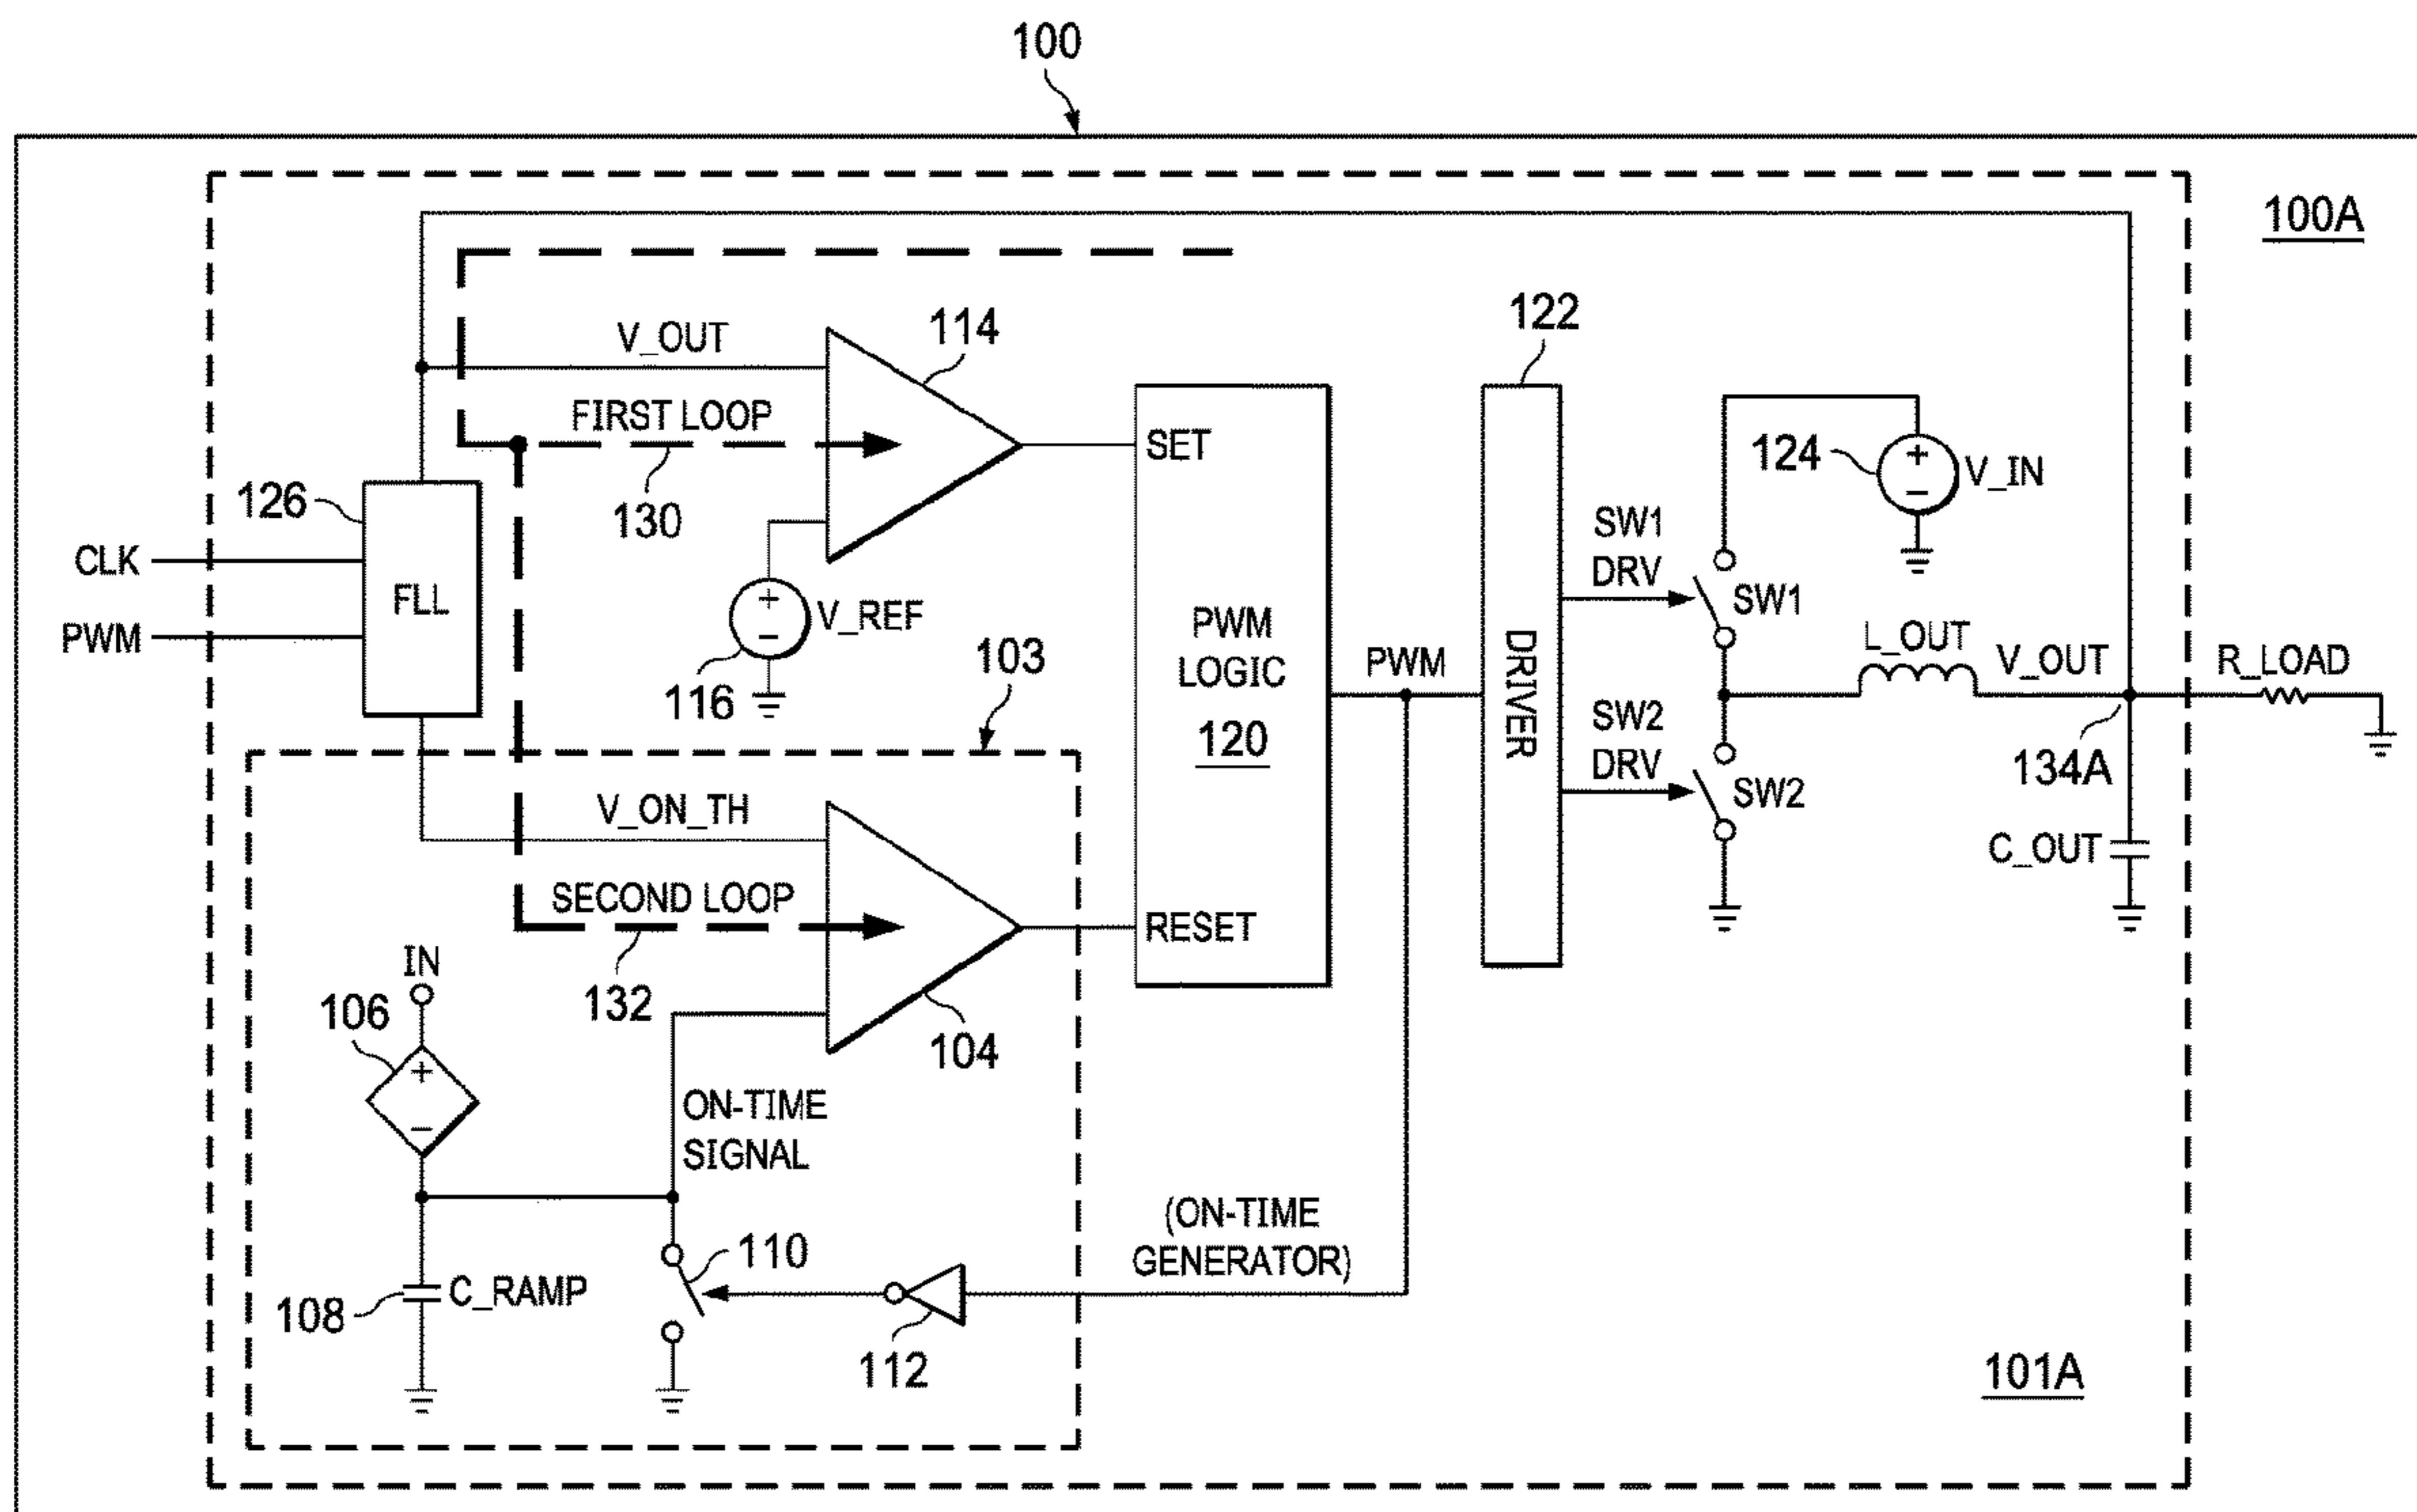 100
100A
V_OUT
114
122
FIRST LOOP
130
SET
124
+
−
V_IN
126
CLK
PWM
FLL
+
−
V_REF
116
103
PWM
LOGIC
120
PWM
DRIVER
SW1
DRV
SW1
SW2
DRV
SW2
L_OUT
V_OUT
R_LOAD
134A
C_OUT
V_ON_TH
SECOND LOOP
132
RESET
104
IN
106
+
−
ON-TIME
SIGNAL
(ON-TIME
GENERATOR)
110
108
C_RAMP
112
101A